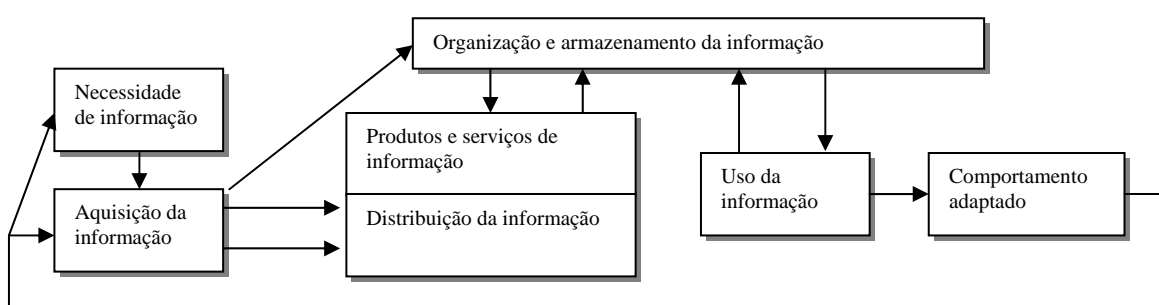 Organização e armazenamento da informação
Necessidade
de informação
Produtos e serviços de
informação
Uso da
informação
Comportamento
adaptado
Aquisição da
informação
Distribuição da informação